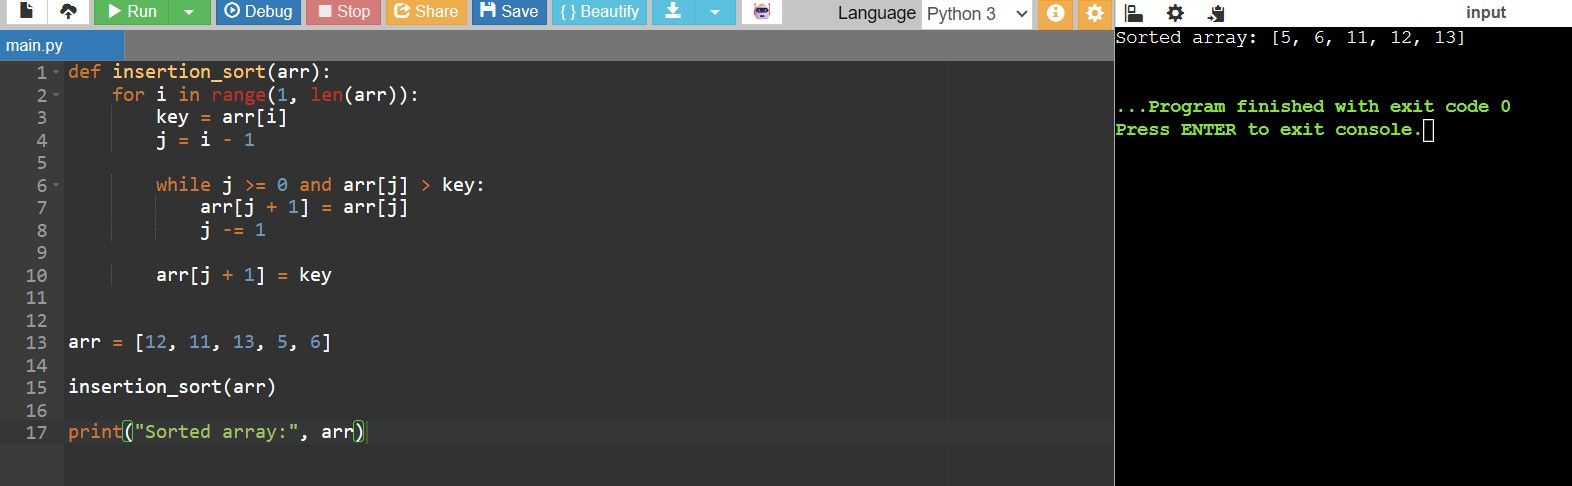 Run Debug Stop Share Save { } Beautify Language Python 3 input
main.py
1 def insertion_sort(arr):
2     for i in range(1, len(arr)):
3         key = arr[i]
4         j = i - 1
5
6         while j >= 0 and arr[j] > key:
7             arr[j + 1] = arr[j]
8             j -= 1
9
10         arr[j + 1] = key
11
12
13 arr = [12, 11, 13, 5, 6]
14
15 insertion_sort(arr)
16
17 print("Sorted array:", arr)
Sorted array: [5, 6, 11, 12, 13]
...Program finished with exit code 0
Press ENTER to exit console.